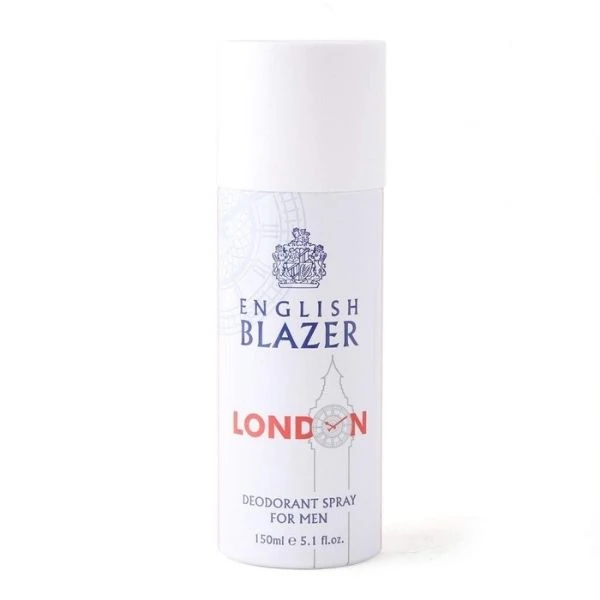 ENGLISH
BLAZER
LONDON
DEODORANT SPRAY
FOR MEN
150ml ℮ 5.1 fl.oz.